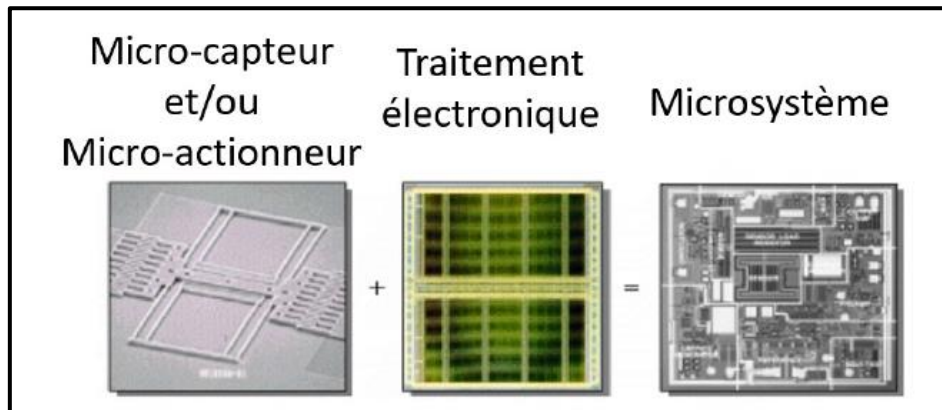 Micro-capteur
et/ou
Micro-actionneur
Traitement
électronique
Microsystème
+
=